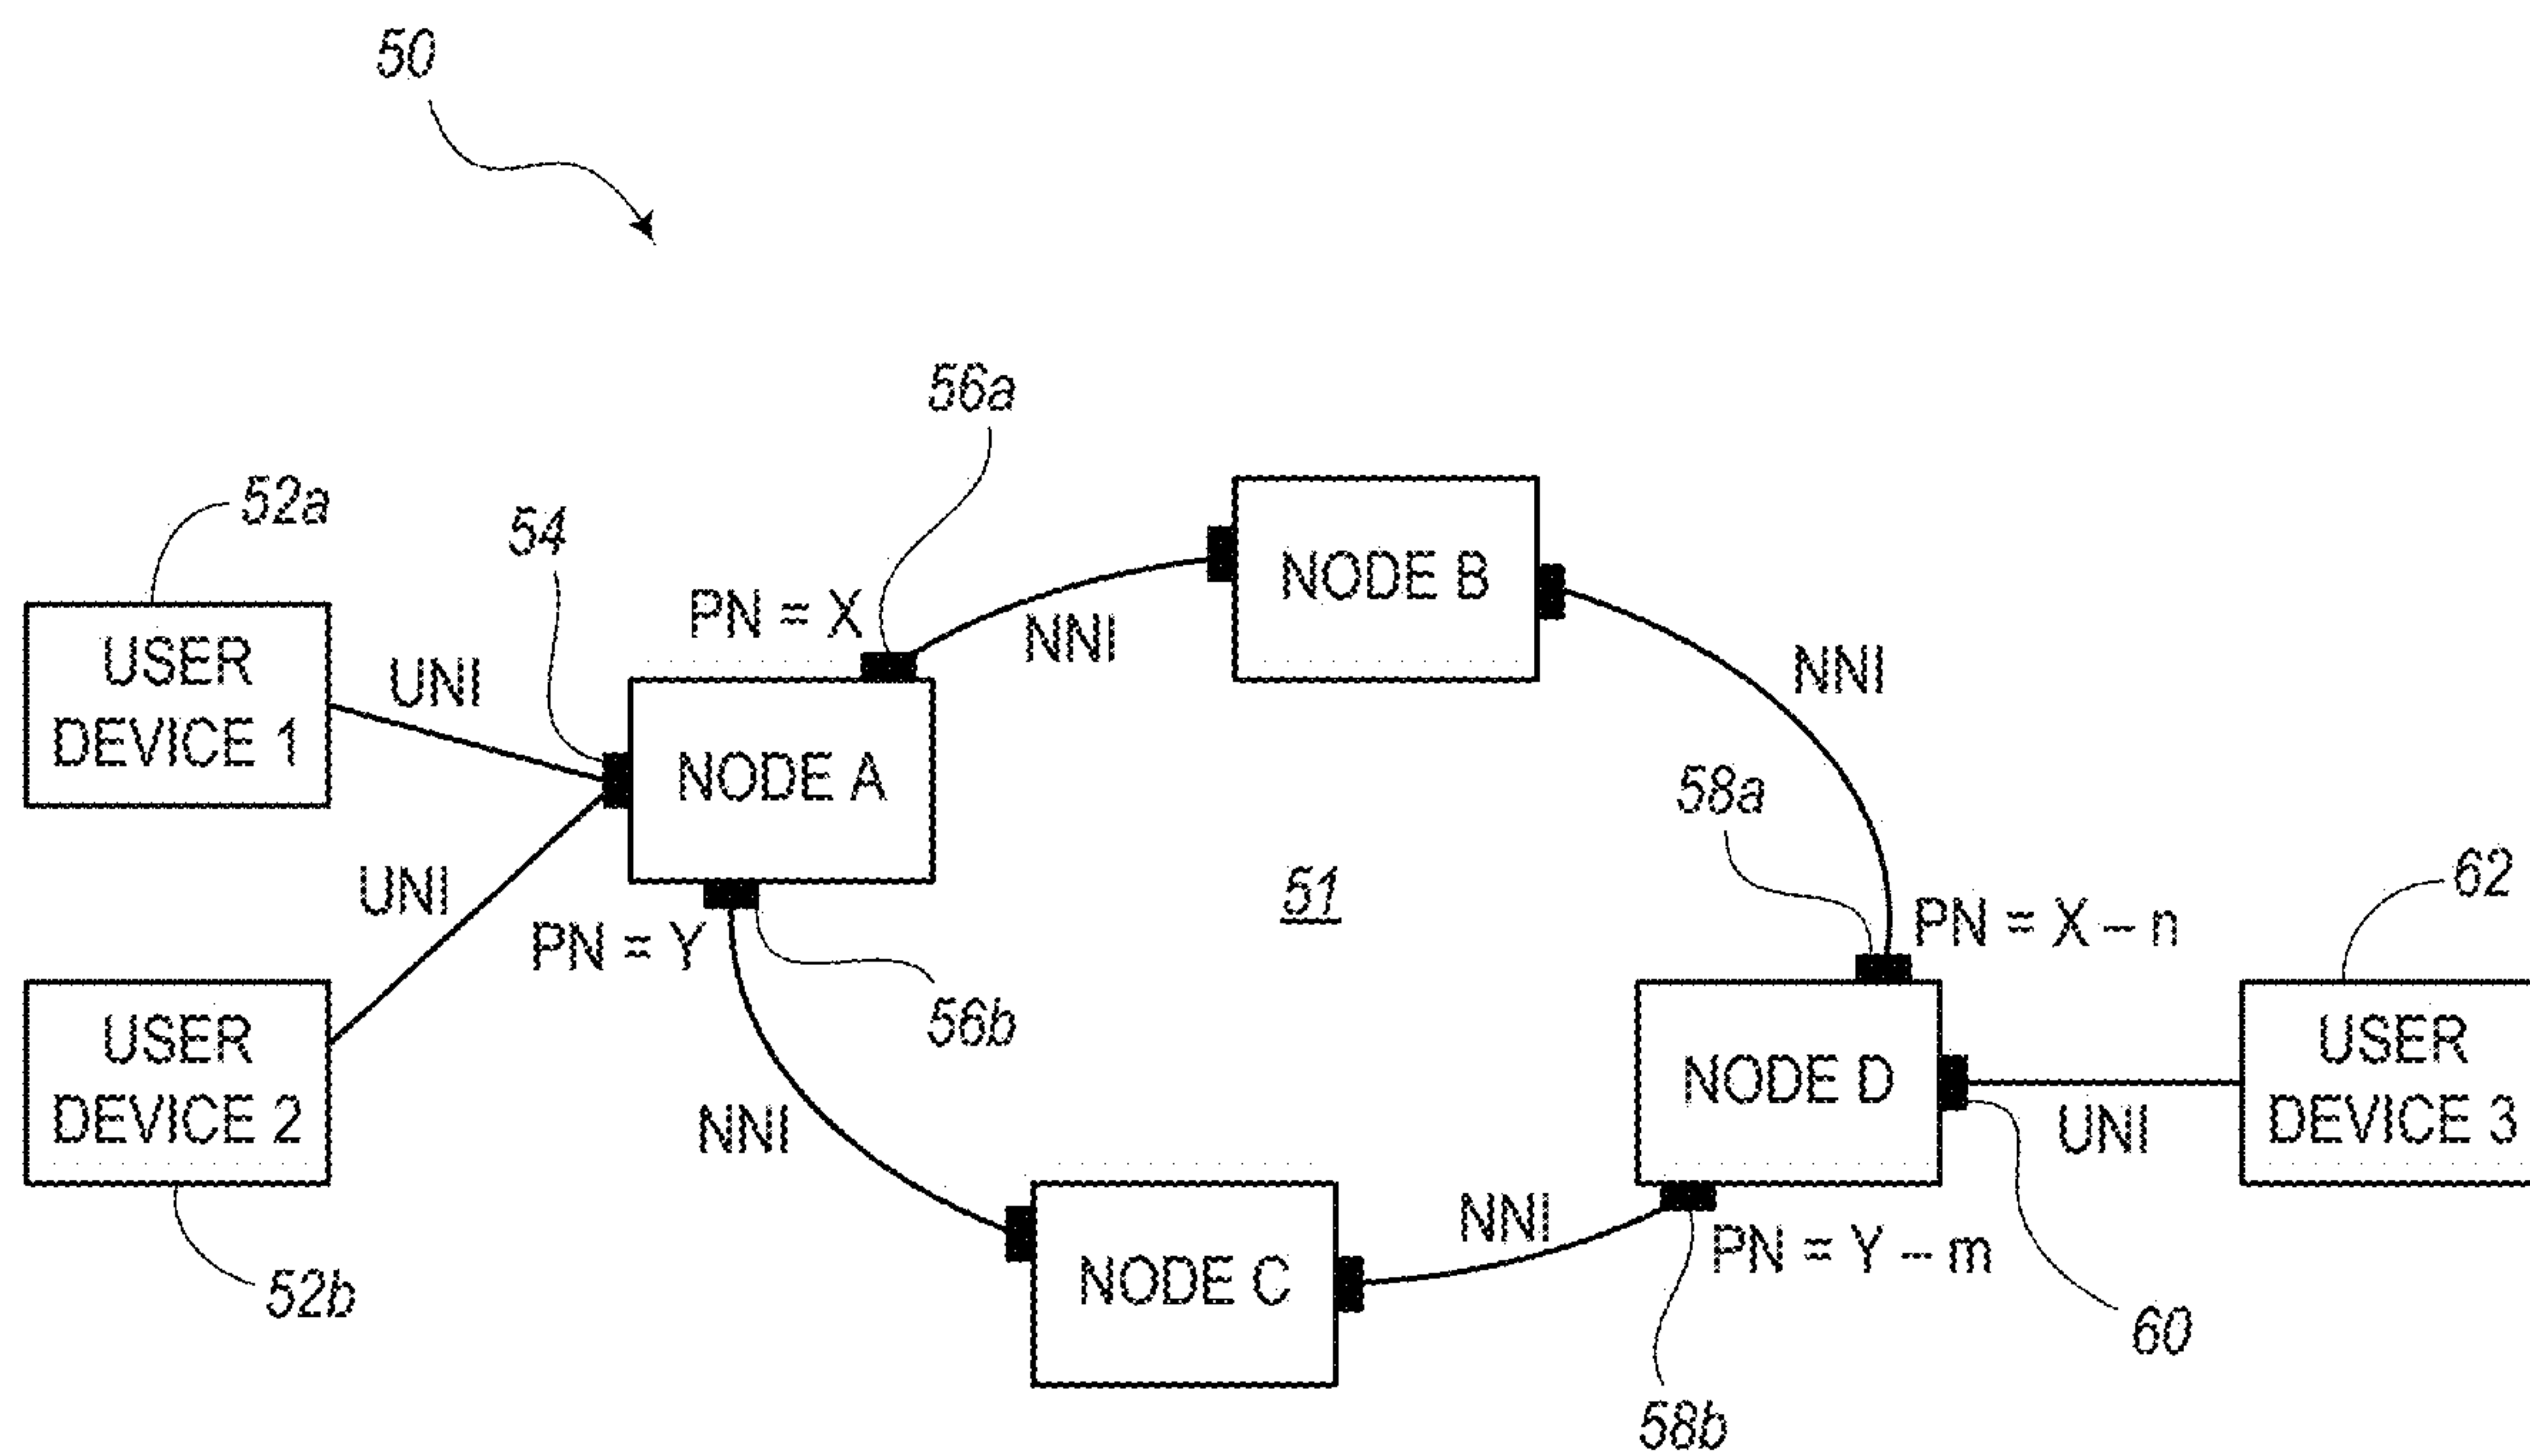 50
56a
52a
54
NODE B
PN = X
NNI
USER
DEVICE 1
UNI
NNI
NODE A
58a
UNI
51
62
PN = Y
PN = X – n
56b
USER
DEVICE 2
NODE D
USER
DEVICE 3
NNI
UNI
NNI
PN = Y – m
NODE C
52b
60
58b